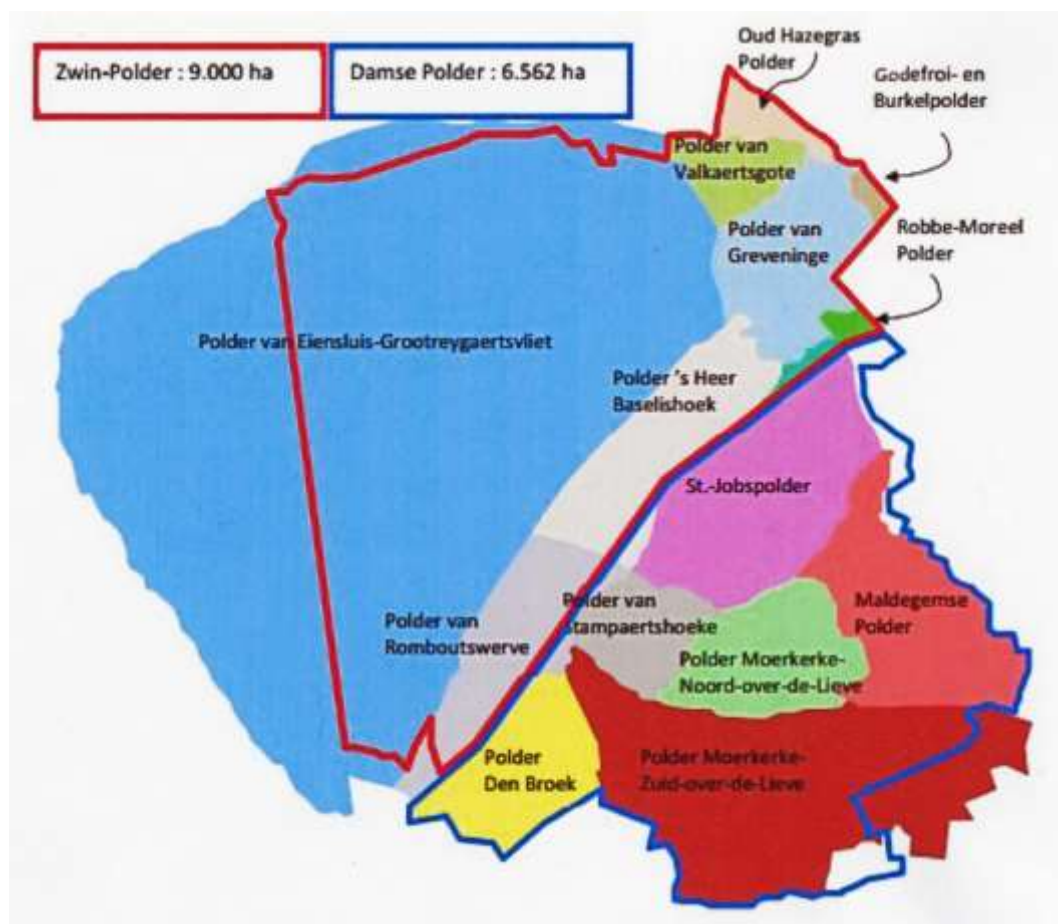 Zwin-Polder : 9.000 ha
Damse Polder : 6.562 ha
Oud Hazegras
Polder
Godefroi- en
Burkelpolder
Polder van
Valkaertsgote
Polder van
Greveninge
Robbe-Moreel
Polder
Polder van Eiensluis-Grootreygaertsvliet
Polder 's Heer
Baselishoek
St.-Jobspolder
Polder van
Romboutswerve
Polder van
Stampaertshoeke
Maldegemse
Polder
Polder Moerkerke-
Noord-over-de-Lieve
Polder
Den Broek
Polder Moerkerke-
Zuid-over-de-Lieve